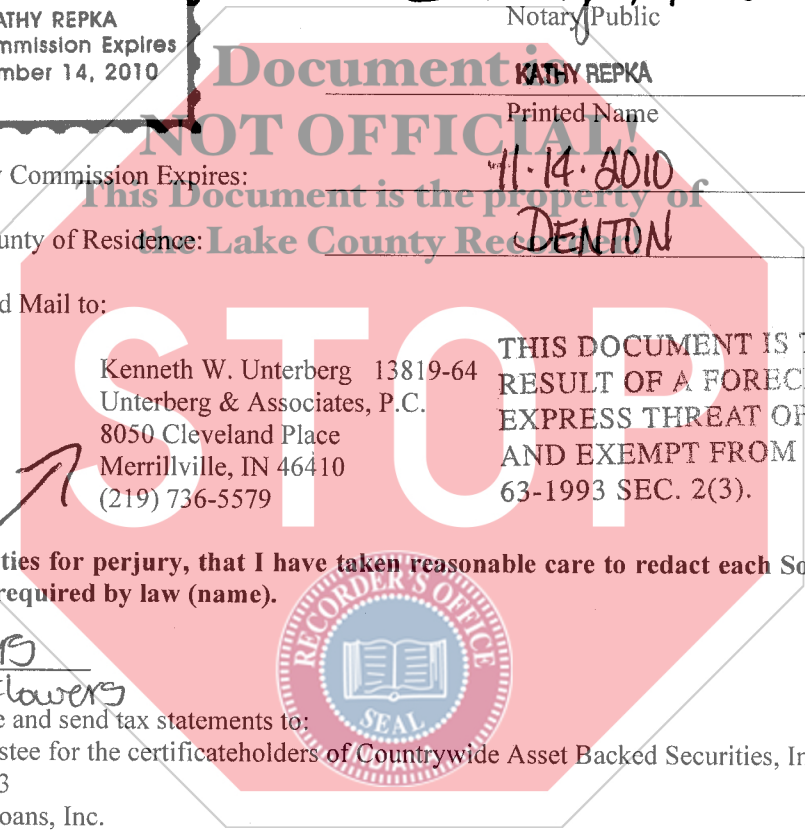 ATHY REPKA
mmission Expires
mber 14, 2010
Notary Public
KATHY REPKA
Printed Name
Document is
NOT OFFICIAL!
This Document is the property of
the Lake County Recorder!
y Commission Expires: 11·14·2010
unty of Residence: DENTON
d Mail to:
Kenneth W. Unterberg 13819-64
Unterberg & Associates, P.C.
8050 Cleveland Place
Merrillville, IN 46410
(219) 736-5579
THIS DOCUMENT IS T
RESULT OF A FOREC
EXPRESS THREAT OF
AND EXEMPT FROM
63-1993 SEC. 2(3).
STOP
ties for perjury, that I have taken reasonable care to redact each So
required by law (name).
RECORDER'S OFFICE
SEAL
INDIANA
Flowers
e and send tax statements to:
stee for the certificateholders of Countrywide Asset Backed Securities, In
3
oans, Inc.